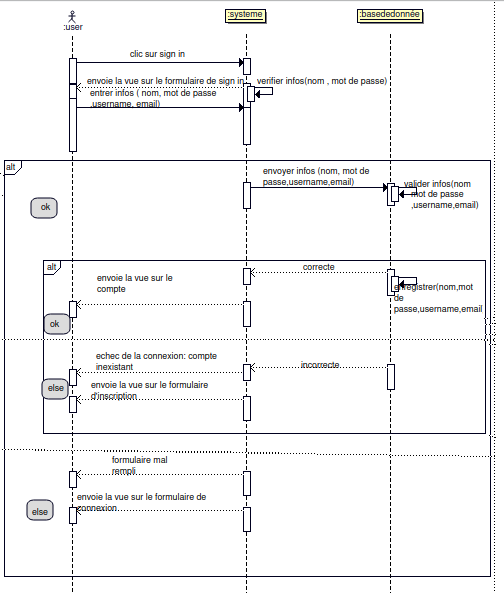 :user
:systeme
:basededonnée
clic sur sign in
envoie la vue sur le formulaire de sign in
verifier infos(nom , mot de passe)
entrer infos ( nom, mot de passe
,username, email)
alt
envoyer infos (nom, mot de
passe,username,email)
valider infos(nom
mot de passe
,username,email)
ok
alt
correcte
envoie la vue sur le
compte
enregistrer(nom,mot
de
passe,username,email
ok
echec de la connexion: compte
inexistant
incorrecte
else
envoie la vue sur le formulaire
d'inscription
formulaire mal
rempli
envoie la vue sur le formulaire de
connexion
else